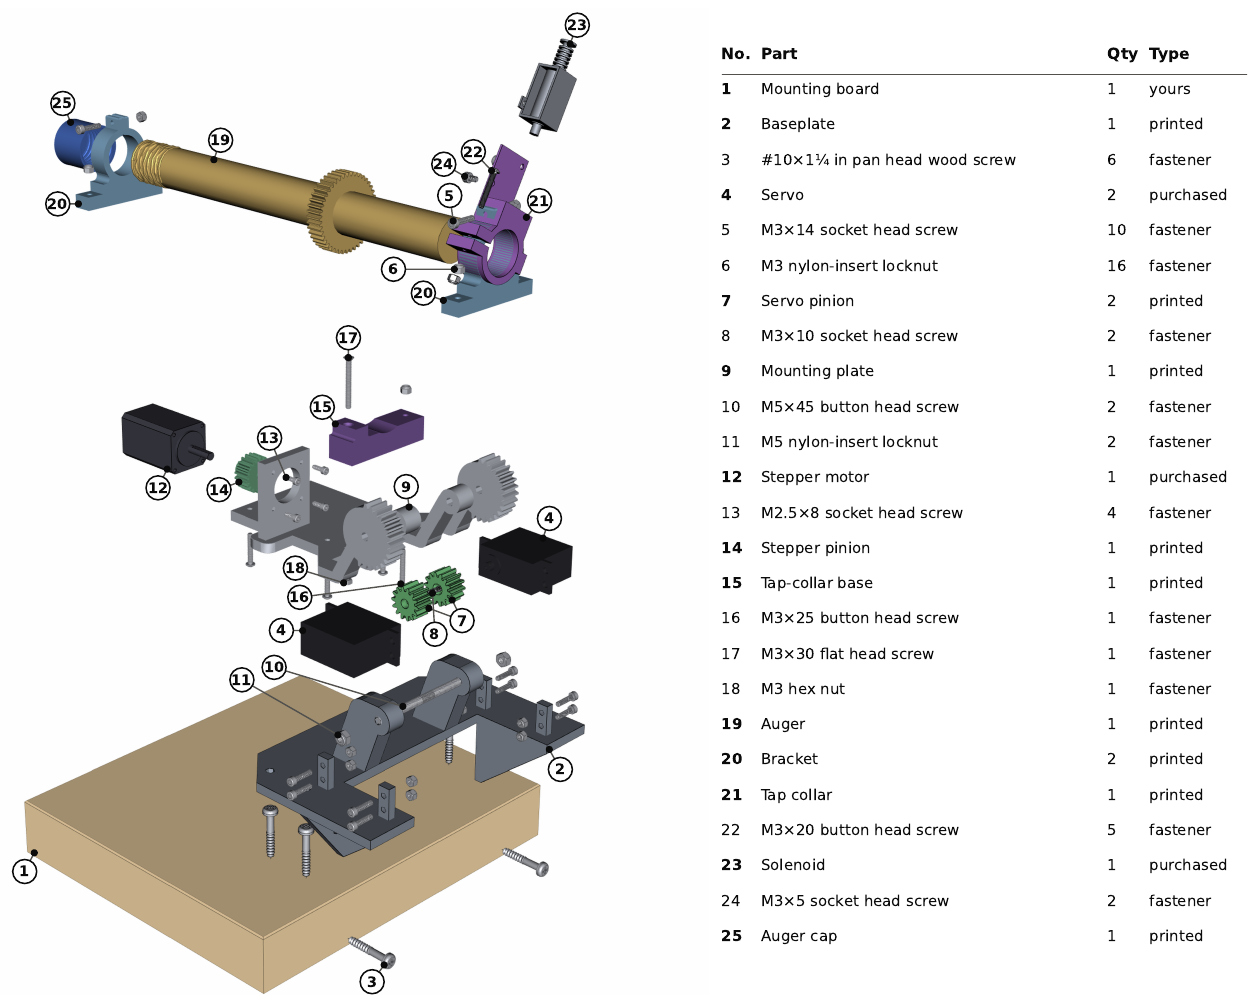 23
25
19
22
24
5
21
20
6
20
17
15
13
12
14
9
4
18
16
4
7
8
10
11
2
1
3
No. Part Qty Type
1 Mounting board 1 yours
2 Baseplate 1 printed
3 #10×1¼ in pan head wood screw 6 fastener
4 Servo 2 purchased
5 M3×14 socket head screw 10 fastener
6 M3 nylon-insert locknut 16 fastener
7 Servo pinion 2 printed
8 M3×10 socket head screw 2 fastener
9 Mounting plate 1 printed
10 M5×45 button head screw 2 fastener
11 M5 nylon-insert locknut 2 fastener
12 Stepper motor 1 purchased
13 M2.5×8 socket head screw 4 fastener
14 Stepper pinion 1 printed
15 Tap-collar base 1 printed
16 M3×25 button head screw 1 fastener
17 M3×30 flat head screw 1 fastener
18 M3 hex nut 1 fastener
19 Auger 1 printed
20 Bracket 2 printed
21 Tap collar 1 printed
22 M3×20 button head screw 5 fastener
23 Solenoid 1 purchased
24 M3×5 socket head screw 2 fastener
25 Auger cap 1 printed